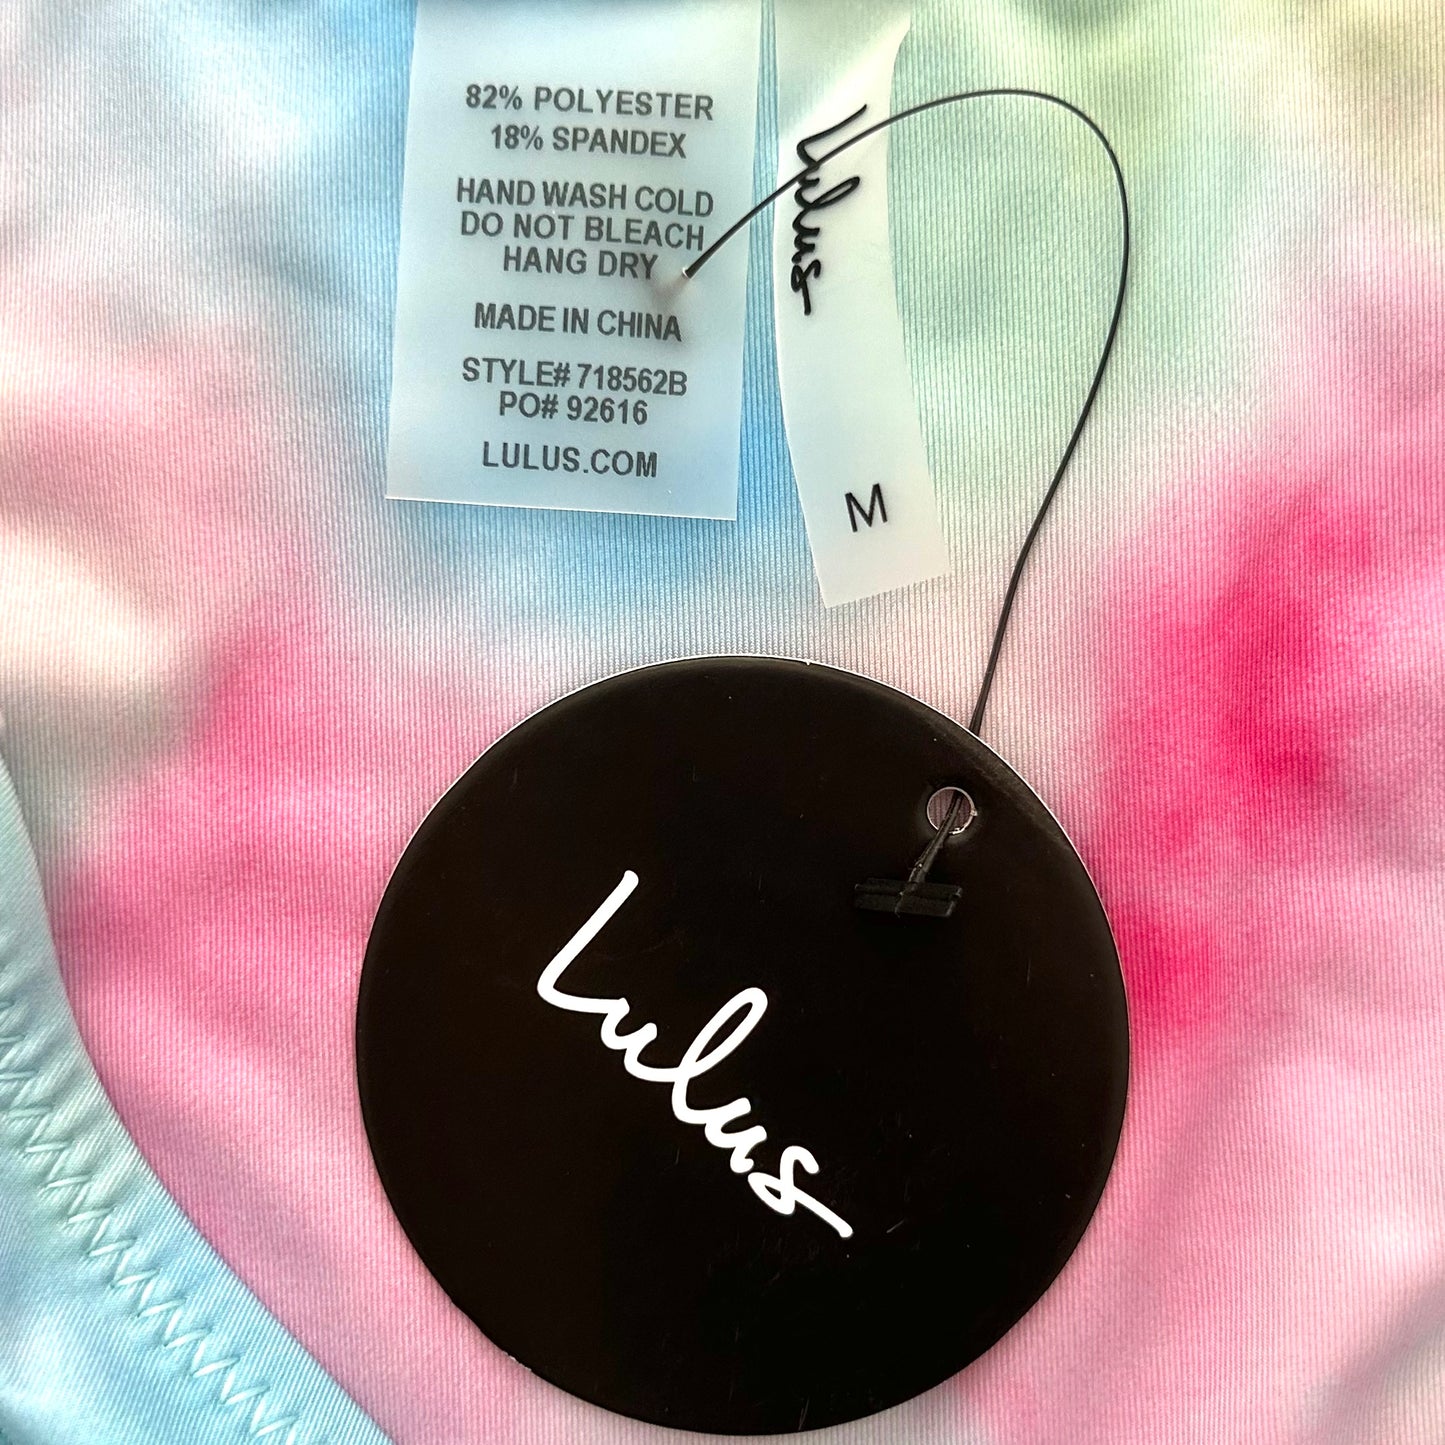 82% POLYESTER
18% SPANDEX
HAND WASH COLD
DO NOT BLEACH
HANG DRY
MADE IN CHINA
STYLE# 718562B
PO# 92616
LULUS.COM
Lulus
M
Lulus